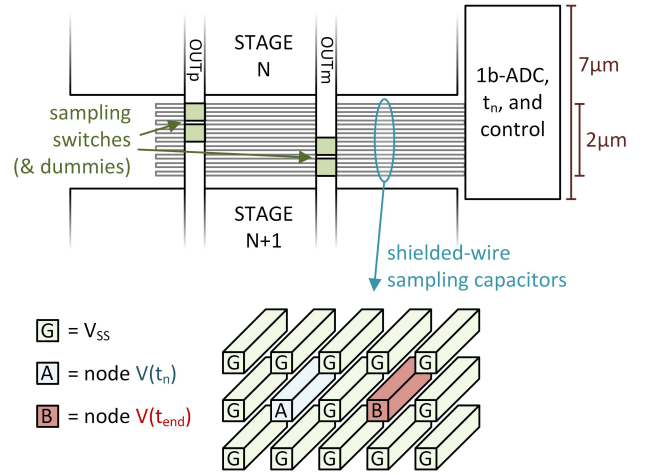 OUTp
STAGE
N
OUTm
1b-ADC,
tn, and
control
7µm
2µm
sampling
switches
(& dummies)
STAGE
N+1
shielded-wire
sampling capacitors
G = VSS
A = node V(tn)
B = node V(tend)
G G G G G
G A G B G
G G G G G